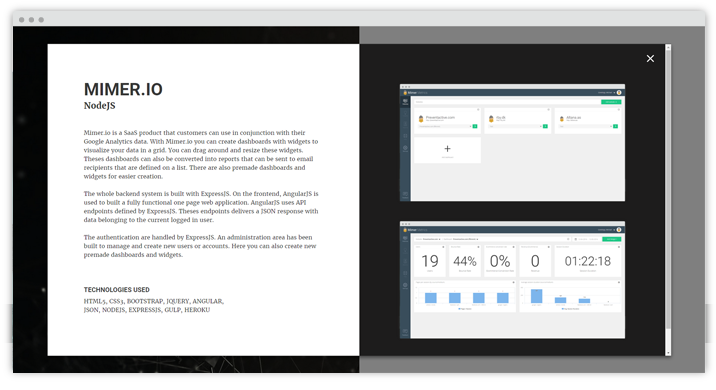 MIMER.IO
NodeJS
Mimer.io is a SaaS product that customers can use in conjunction with their
Google Analytics data. With Mimer.io you can create dashboards with widgets to
visualize your data in a grid. You can drag around and resize these widgets.
Theses dashboards can also be converted into reports that can be sent to email
recipients that are defined on a list. There are also premade dashboards and
widgets for easier creation.
The whole backend system is built with ExpressJS. On the frontend, AngularJS is
used to built a fully functional one page web application. AngularJS uses API
endpoints defined by ExpressJS. Theses endpoints delivers a JSON response with
data belonging to the current logged in user.
The authentication are handled by ExpressJS. An administration area has been
built to manage and create new users or accounts. Here you can also create new
premade dashboards and widgets.
TECHNOLOGIES USED
HTML5, CSS3, BOOTSTRAP, JQUERY, ANGULAR,
JSON, NODEJS, EXPRESSJS, GULP, HEROKU
19
44%
0%
0
01:22:18